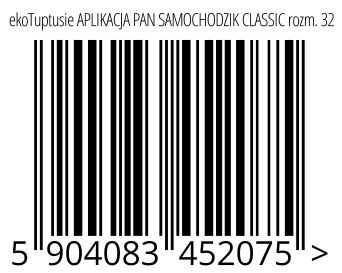 ekoTuptusie APLIKACJA PAN SAMOCHODZIK CLASSIC rozm. 32
5 904083 452075 >